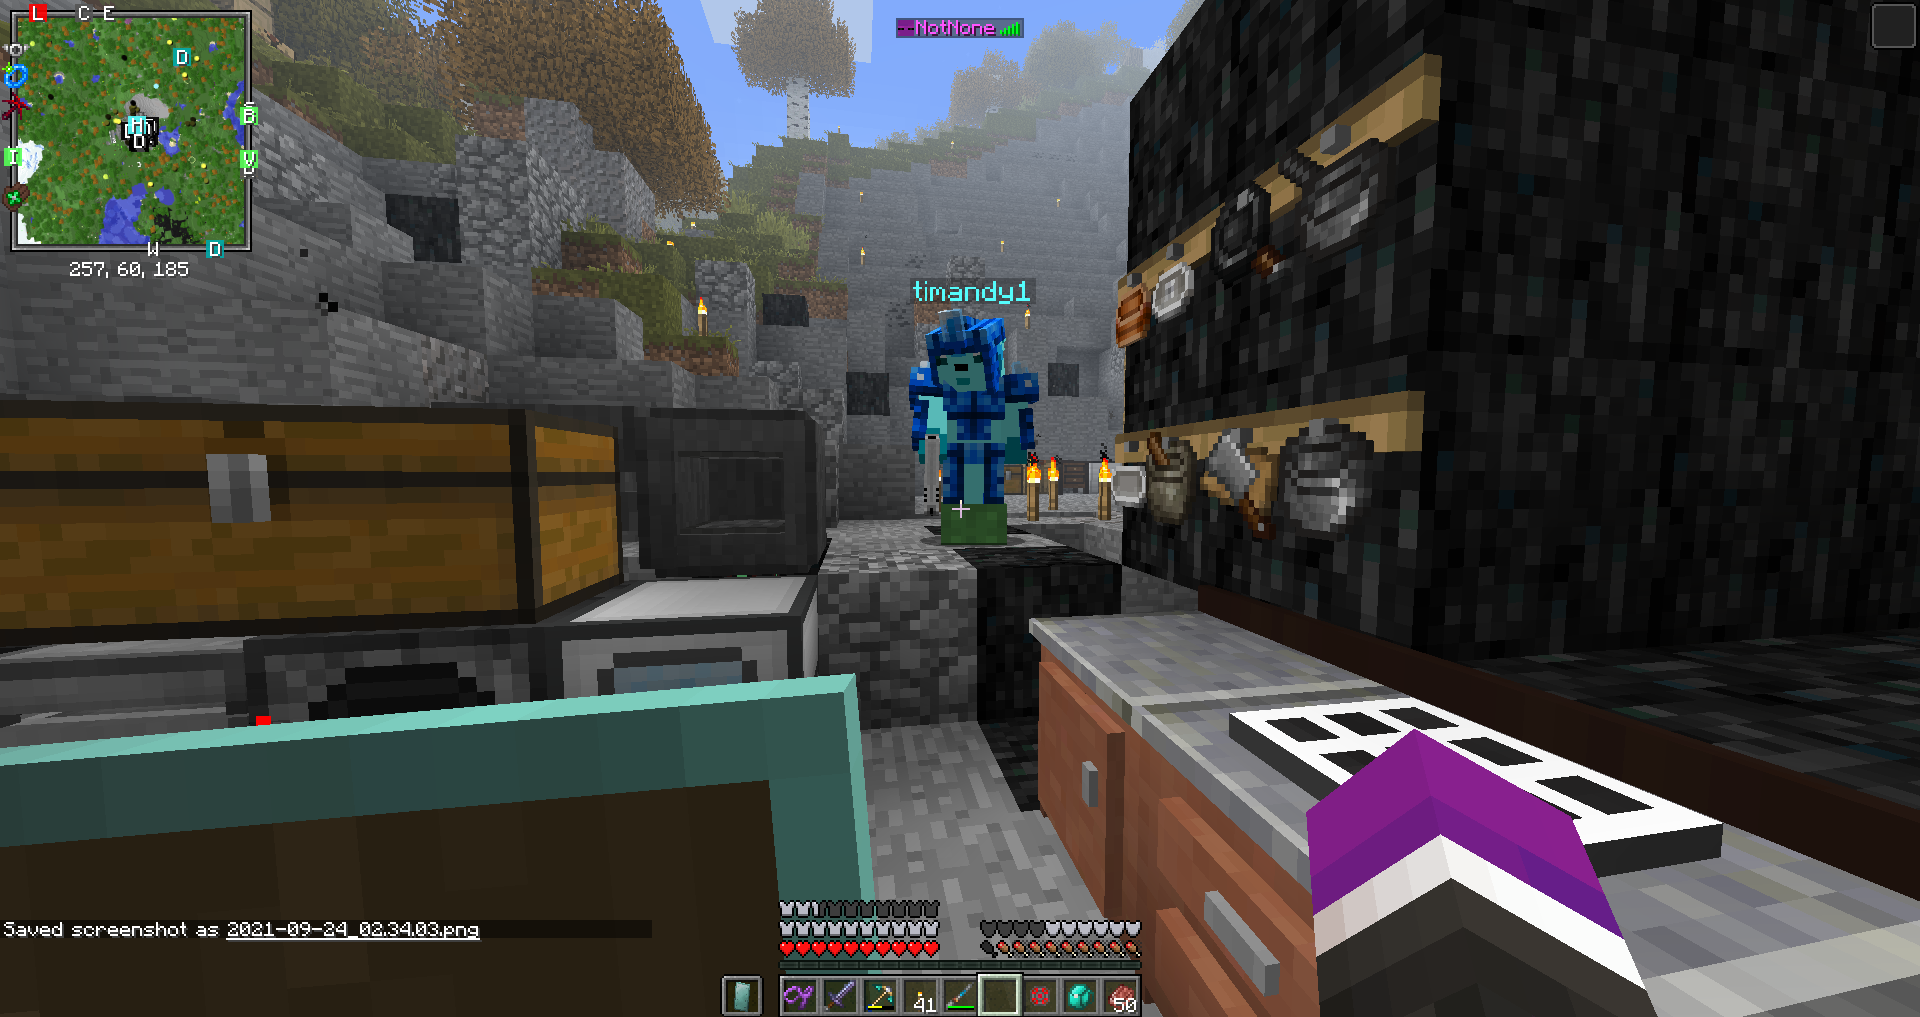 L C E
D
B
H
D
I
V
W D
257, 60, 185
--NotNone
timandy1
Saved screenshot as 2021-09-24_02.34.03.png
41
50